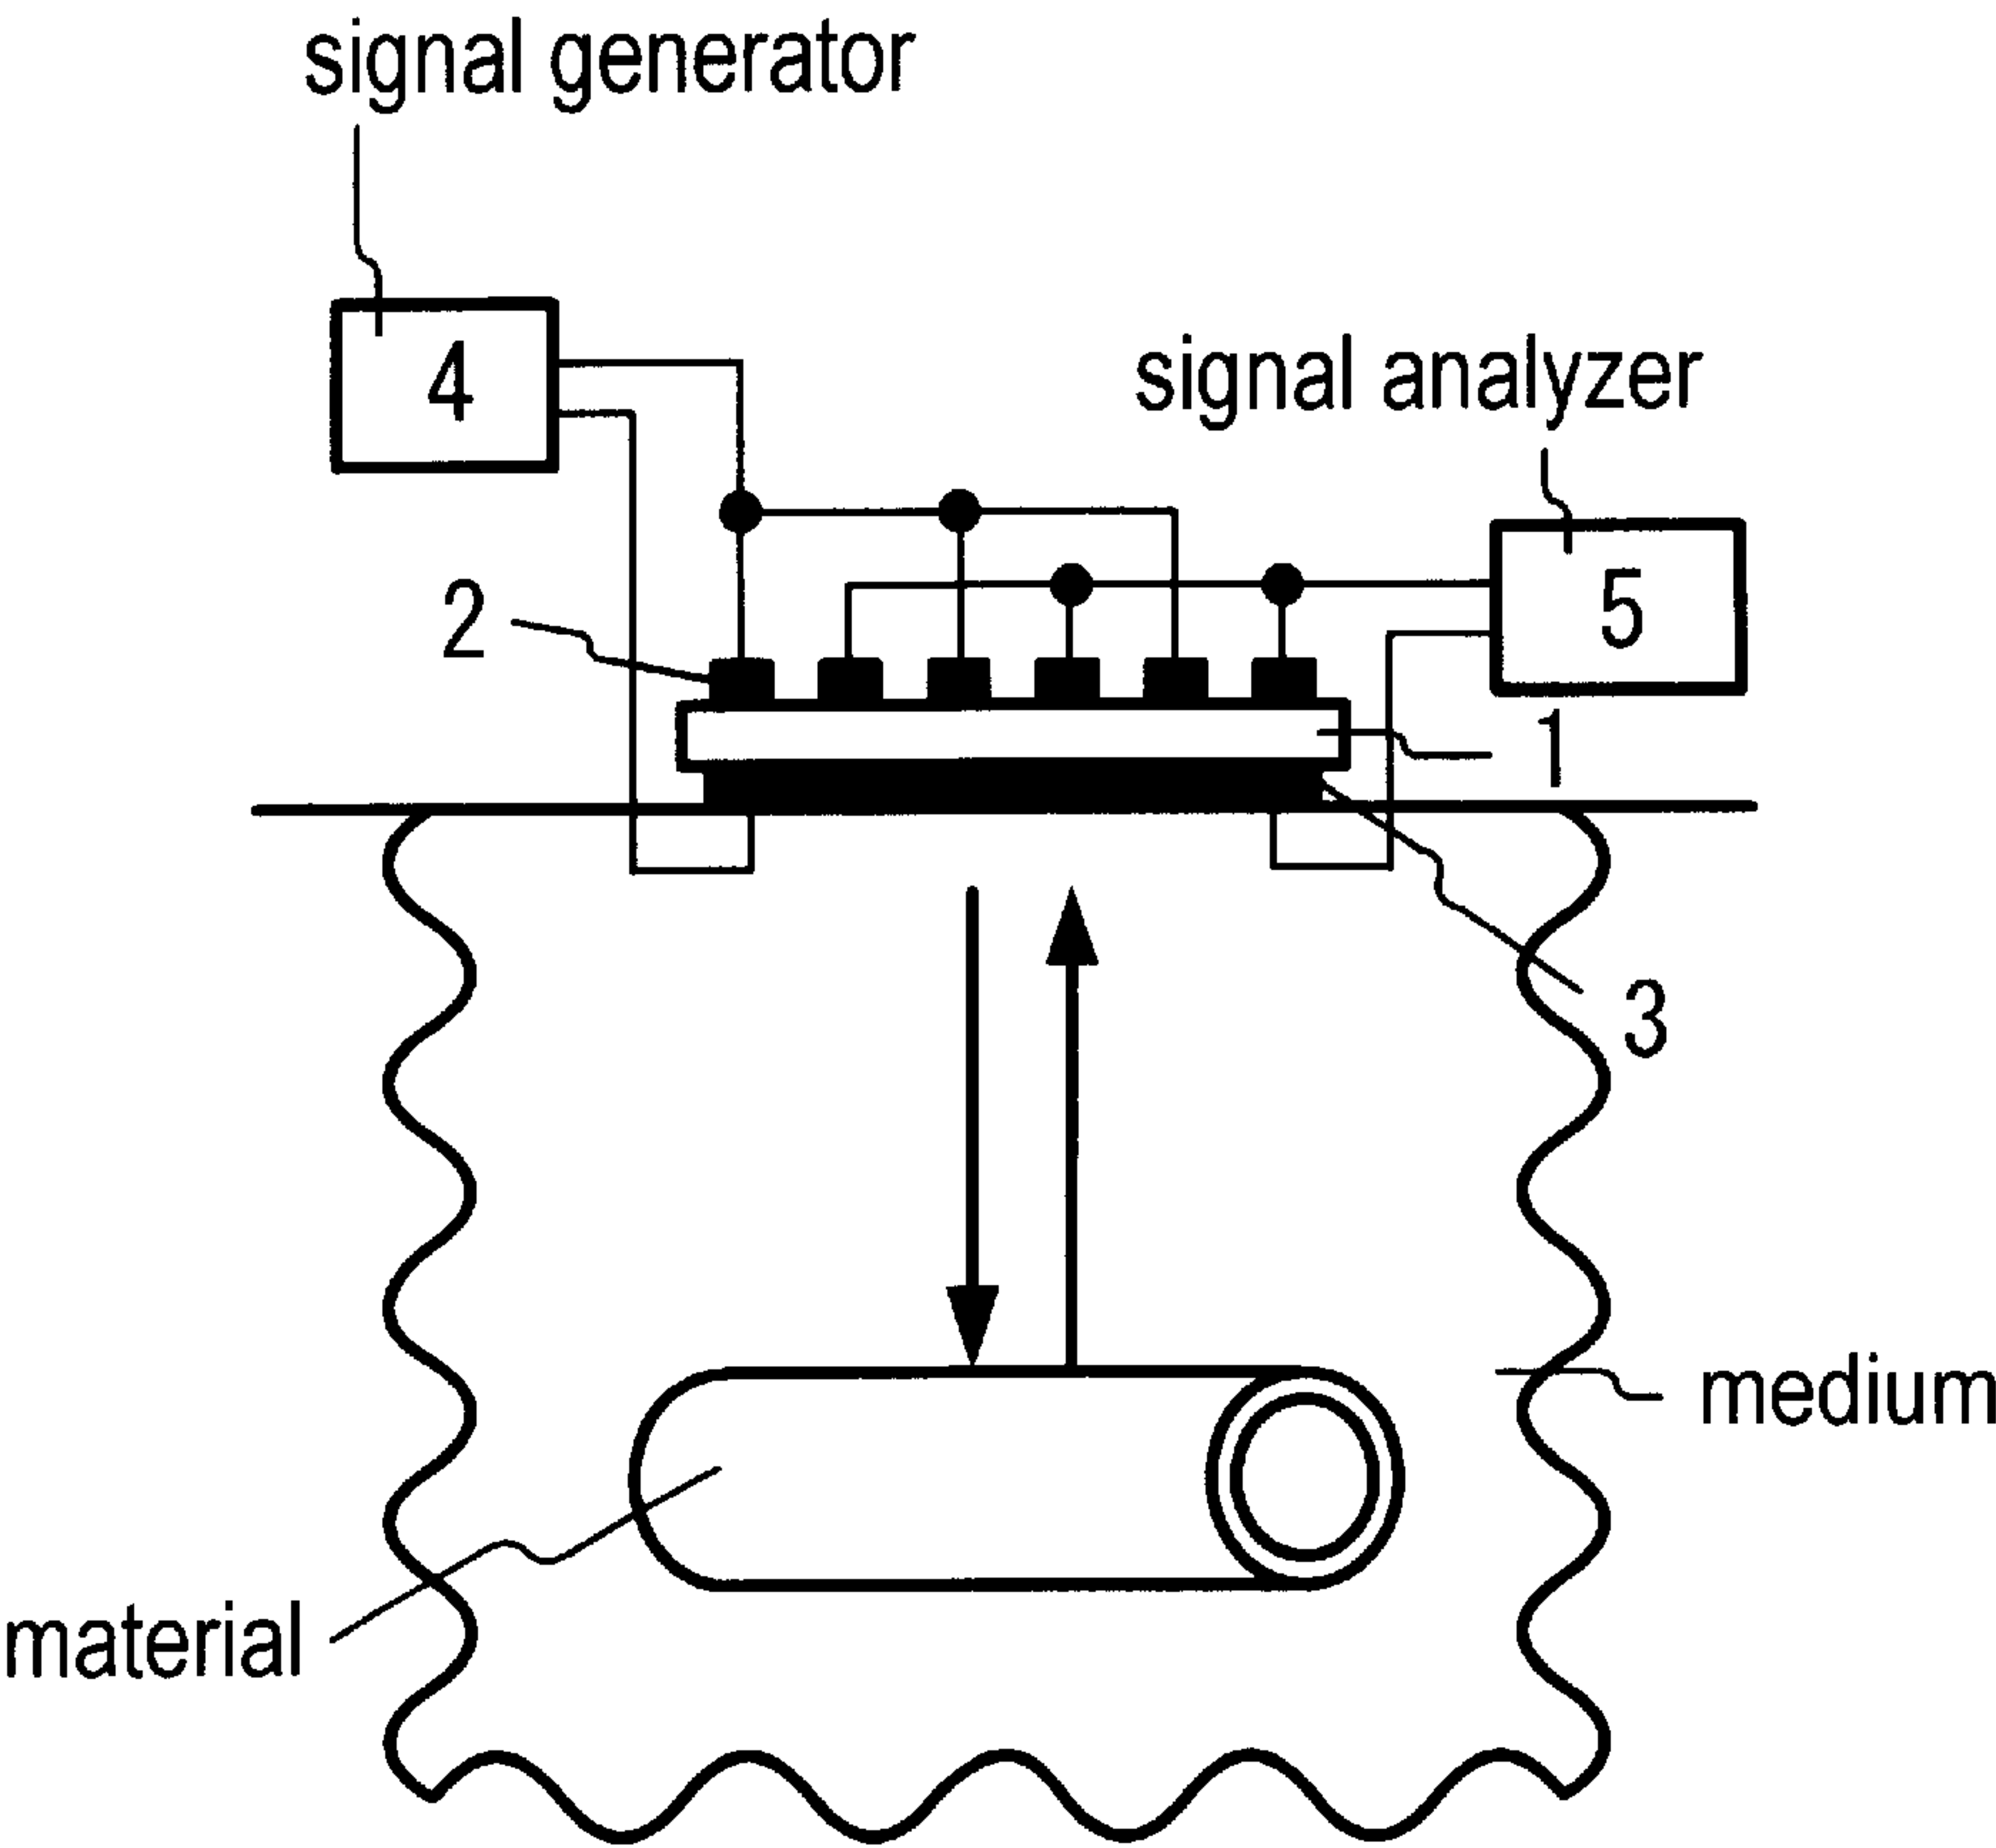 signal generator
4
signal analyzer
2
5
1
3
medium
material